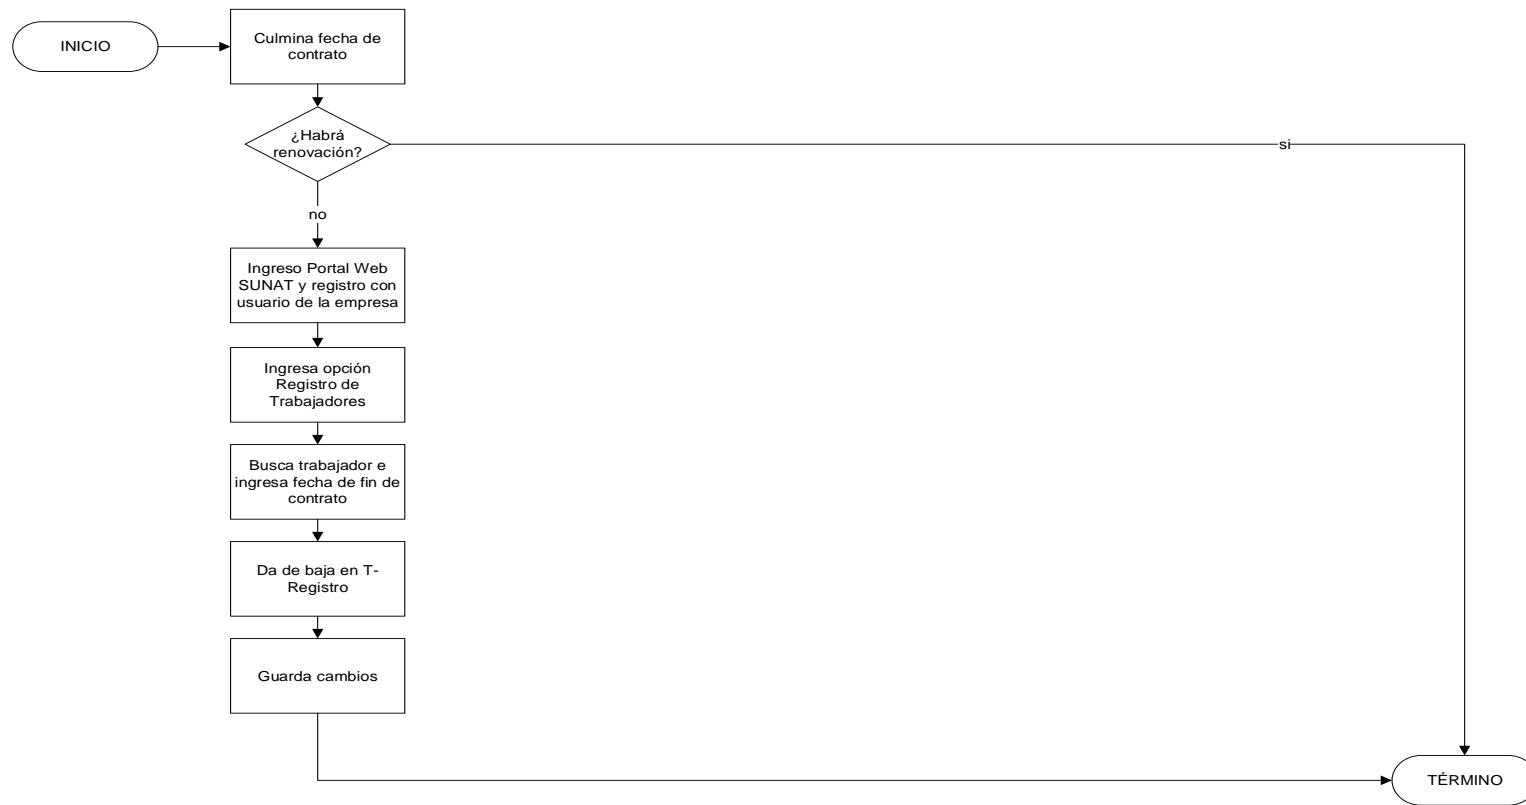 INICIO
Culmina fecha de
contrato
¿Habrá
renovación?
si
no
Ingreso Portal Web
SUNAT y registro con
usuario de la empresa
Ingresa opción
Registro de
Trabajadores
Busca trabajador e
ingresa fecha de fin de
contrato
Da de baja en T-
Registro
Guarda cambios
TÉRMINO